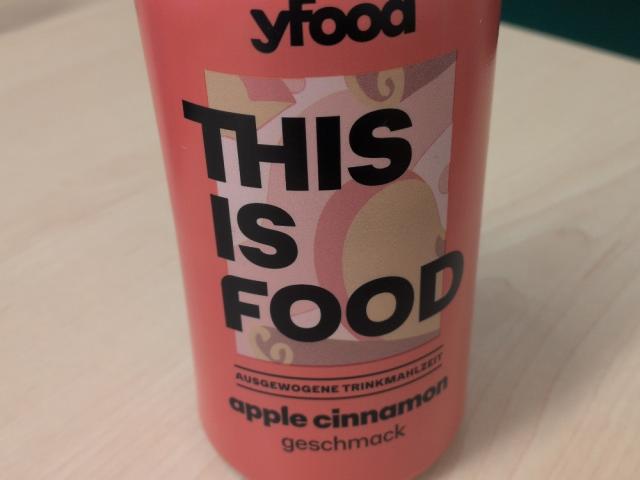 yfood
THIS
IS
FOOD
AUSGEWOGENE TRINKMAHLZEIT
apple cinnamon
geschmack